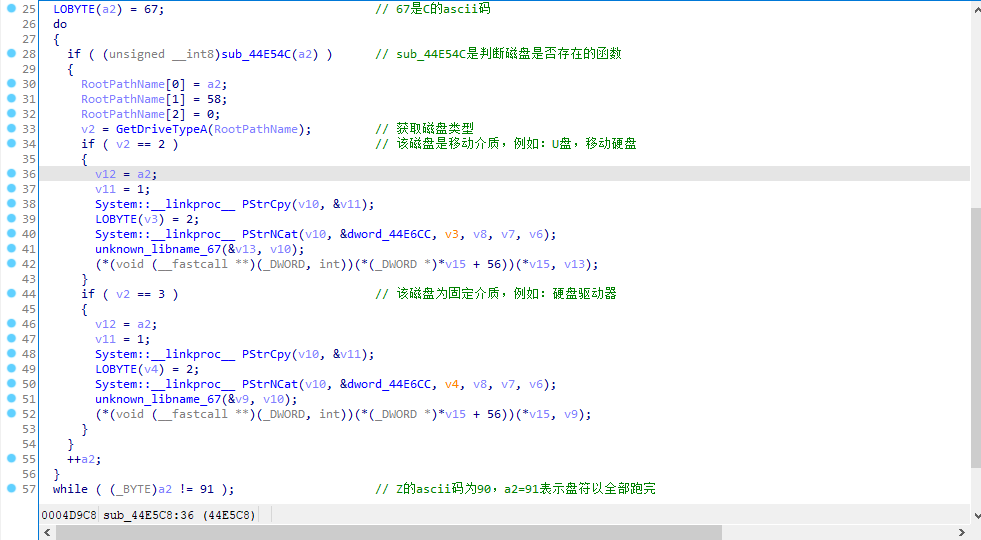 25 LOBYTE(a2) = 67; // 67是C的ascii码
26 do
27 {
28 if ( (unsigned __int8)sub_44E54C(a2) ) // sub_44E54C是判断磁盘是否存在的函数
29 {
30 RootPathName[0] = a2;
31 RootPathName[1] = 58;
32 RootPathName[2] = 0;
33 v2 = GetDriveTypeA(RootPathName); // 获取磁盘类型
34 if ( v2 == 2 ) // 该磁盘是移动介质，例如：U盘，移动硬盘
35 {
36 v12 = a2;
37 v11 = 1;
38 System::__linkproc__ PStrCpy(v10, &v11);
39 LOBYTE(v3) = 2;
40 System::__linkproc__ PStrNCat(v10, &dword_44E6CC, v3, v8, v7, v6);
41 unknown_libname_67(&v13, v10);
42 (*(void (__fastcall **)(_DWORD, int))(*(_DWORD *)*v15 + 56))(*v15, v13);
43 }
44 if ( v2 == 3 ) // 该磁盘为固定介质，例如：硬盘驱动器
45 {
46 v12 = a2;
47 v11 = 1;
48 System::__linkproc__ PStrCpy(v10, &v11);
49 LOBYTE(v4) = 2;
50 System::__linkproc__ PStrNCat(v10, &dword_44E6CC, v4, v8, v7, v6);
51 unknown_libname_67(&v9, v10);
52 (*(void (__fastcall **)(_DWORD, int))(*(_DWORD *)*v15 + 56))(*v15, v9);
53 }
54 }
55 ++a2;
56 }
57 while ( (_BYTE)a2 != 91 ); // Z的ascii码为90，a2=91表示盘符以全部跑完
0004D9C8 sub_44E5C8:36 (44E5C8)